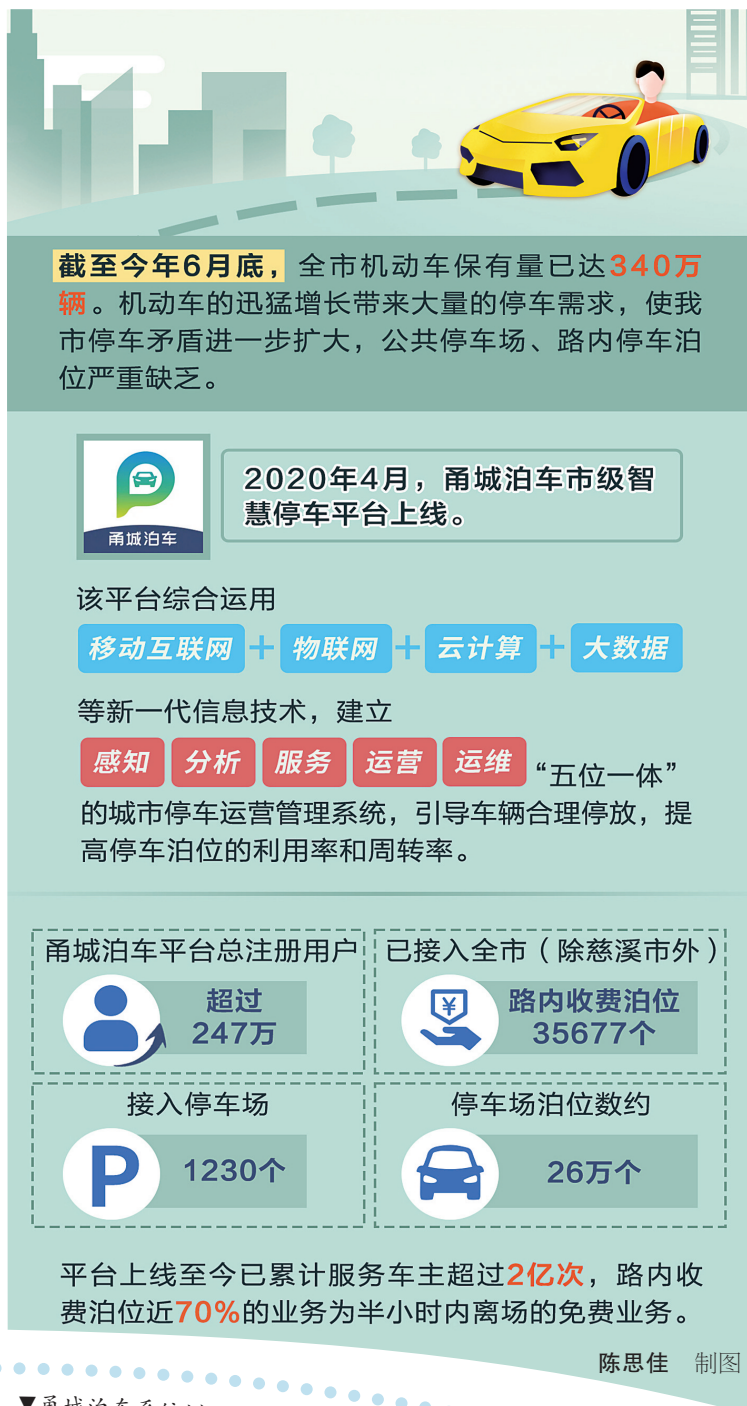 截至今年6月底，全市机动车保有量已达340万
辆。机动车的迅猛增长带来大量的停车需求，使我
市停车矛盾进一步扩大，公共停车场、路内停车泊
位严重缺乏。
甬城泊车
2020年4月，甬城泊车市级智
慧停车平台上线。
该平台综合运用
移动互联网+物联网+云计算+大数据
等新一代信息技术，建立
感知 分析 服务 运营 运维 “五位一体”
的城市停车运营管理系统，引导车辆合理停放，提
高停车泊位的利用率和周转率。
甬城泊车平台总注册用户
超过
247万
已接入全市（除慈溪市外）
路内收费泊位
35677个
接入停车场
P 1230个
停车场泊位数约
26万个
平台上线至今已累计服务车主超过2亿次，路内收
费泊位近70%的业务为半小时内离场的免费业务。
陈思佳 制图